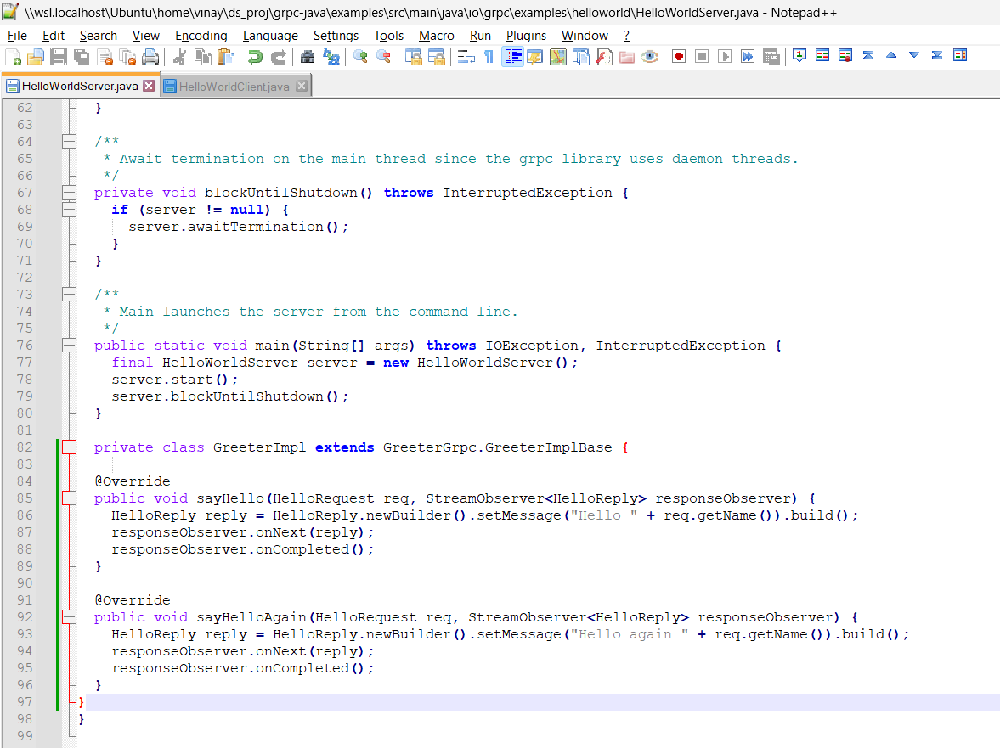 \\wsl.localhost\Ubuntu\home\vinay\ds_proj\grpc-java\examples\src\main\java\io\grpc\examples\helloworld\HelloWorldServer.java - Notepad++
File Edit Search View Encoding Language Settings Tools Macro Run Plugins Window ?
HelloWorldServer.java HelloWorldClient.java
62 }
63
64 /**
65 * Await termination on the main thread since the grpc library uses daemon threads.
66 */
67 private void blockUntilShutdown() throws InterruptedException {
68 if (server != null) {
69 server.awaitTermination();
70 }
71 }
72
73 /**
74 * Main launches the server from the command line.
75 */
76 public static void main(String[] args) throws IOException, InterruptedException {
77 final HelloWorldServer server = new HelloWorldServer();
78 server.start();
79 server.blockUntilShutdown();
80 }
81
82 private class GreeterImpl extends GreeterGrpc.GreeterImplBase {
83
84 @Override
85 public void sayHello(HelloRequest req, StreamObserver<HelloReply> responseObserver) {
86 HelloReply reply = HelloReply.newBuilder().setMessage("Hello " + req.getName()).build();
87 responseObserver.onNext(reply);
88 responseObserver.onCompleted();
89 }
90
91 @Override
92 public void sayHelloAgain(HelloRequest req, StreamObserver<HelloReply> responseObserver) {
93 HelloReply reply = HelloReply.newBuilder().setMessage("Hello again " + req.getName()).build();
94 responseObserver.onNext(reply);
95 responseObserver.onCompleted();
96 }
97 }
98 }
99